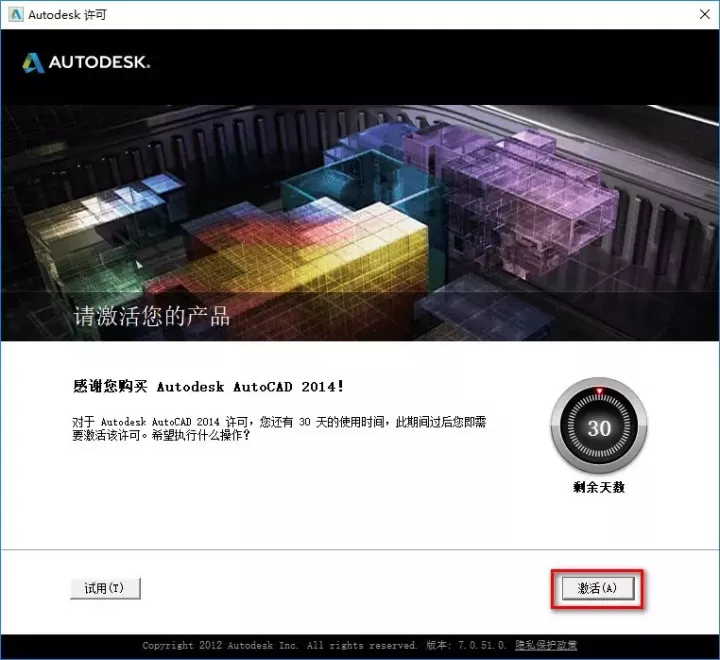 Autodesk 许可
AUTODESK.
请激活您的产品
感谢您购买 Autodesk AutoCAD 2014!
对于 Autodesk AutoCAD 2014 许可，您还有 30 天的使用时间，此期间过后您即需
要激活该许可。希望执行什么操作?
30
剩余天数
试用(T)
激活(A)
Copyright 2012 Autodesk Inc. All rights reserved. 版本: 7.0.51.0. 隐私保护政策